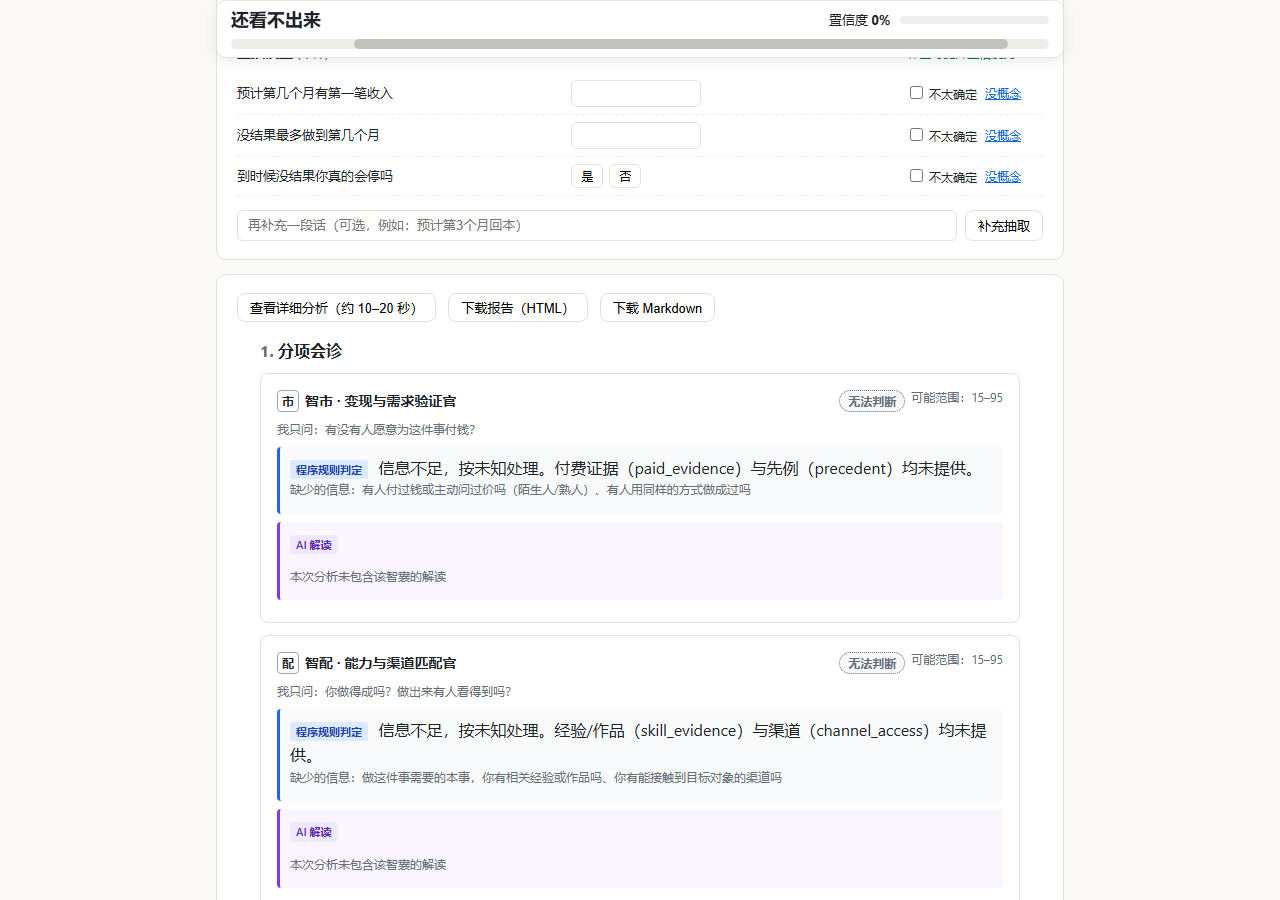 还看不出来
置信度 0%
预计第几个月有第一笔收入
不太确定 没概念
没结果最多做到第几个月
不太确定 没概念
到时候没结果你真的会停吗
是 否
不太确定 没概念
再补充一段话（可选，例如：预计第3个月回本）
补充抽取
查看详细分析（约 10–20 秒） 下载报告（HTML） 下载 Markdown
1. 分项会诊
市 智市 · 变现与需求验证官
无法判断 可能范围：15–95
我只问：有没有人愿意为这件事付钱？
程序规则判定 信息不足，按未知处理。付费证据（paid_evidence）与先例（precedent）均未提供。
缺少的信息：有人付过钱或主动问过价吗（陌生人/熟人）、有人用同样的方式做成过吗
AI 解读
本次分析未包含该智囊的解读
配 智配 · 能力与渠道匹配官
无法判断 可能范围：15–95
我只问：你做得成吗？做出来有人看得到吗？
程序规则判定 信息不足，按未知处理。经验/作品（skill_evidence）与渠道（channel_access）均未提
供。
缺少的信息：做这件事需要的本事，你有相关经验或作品吗、你有能接触到目标对象的渠道吗
AI 解读
本次分析未包含该智囊的解读